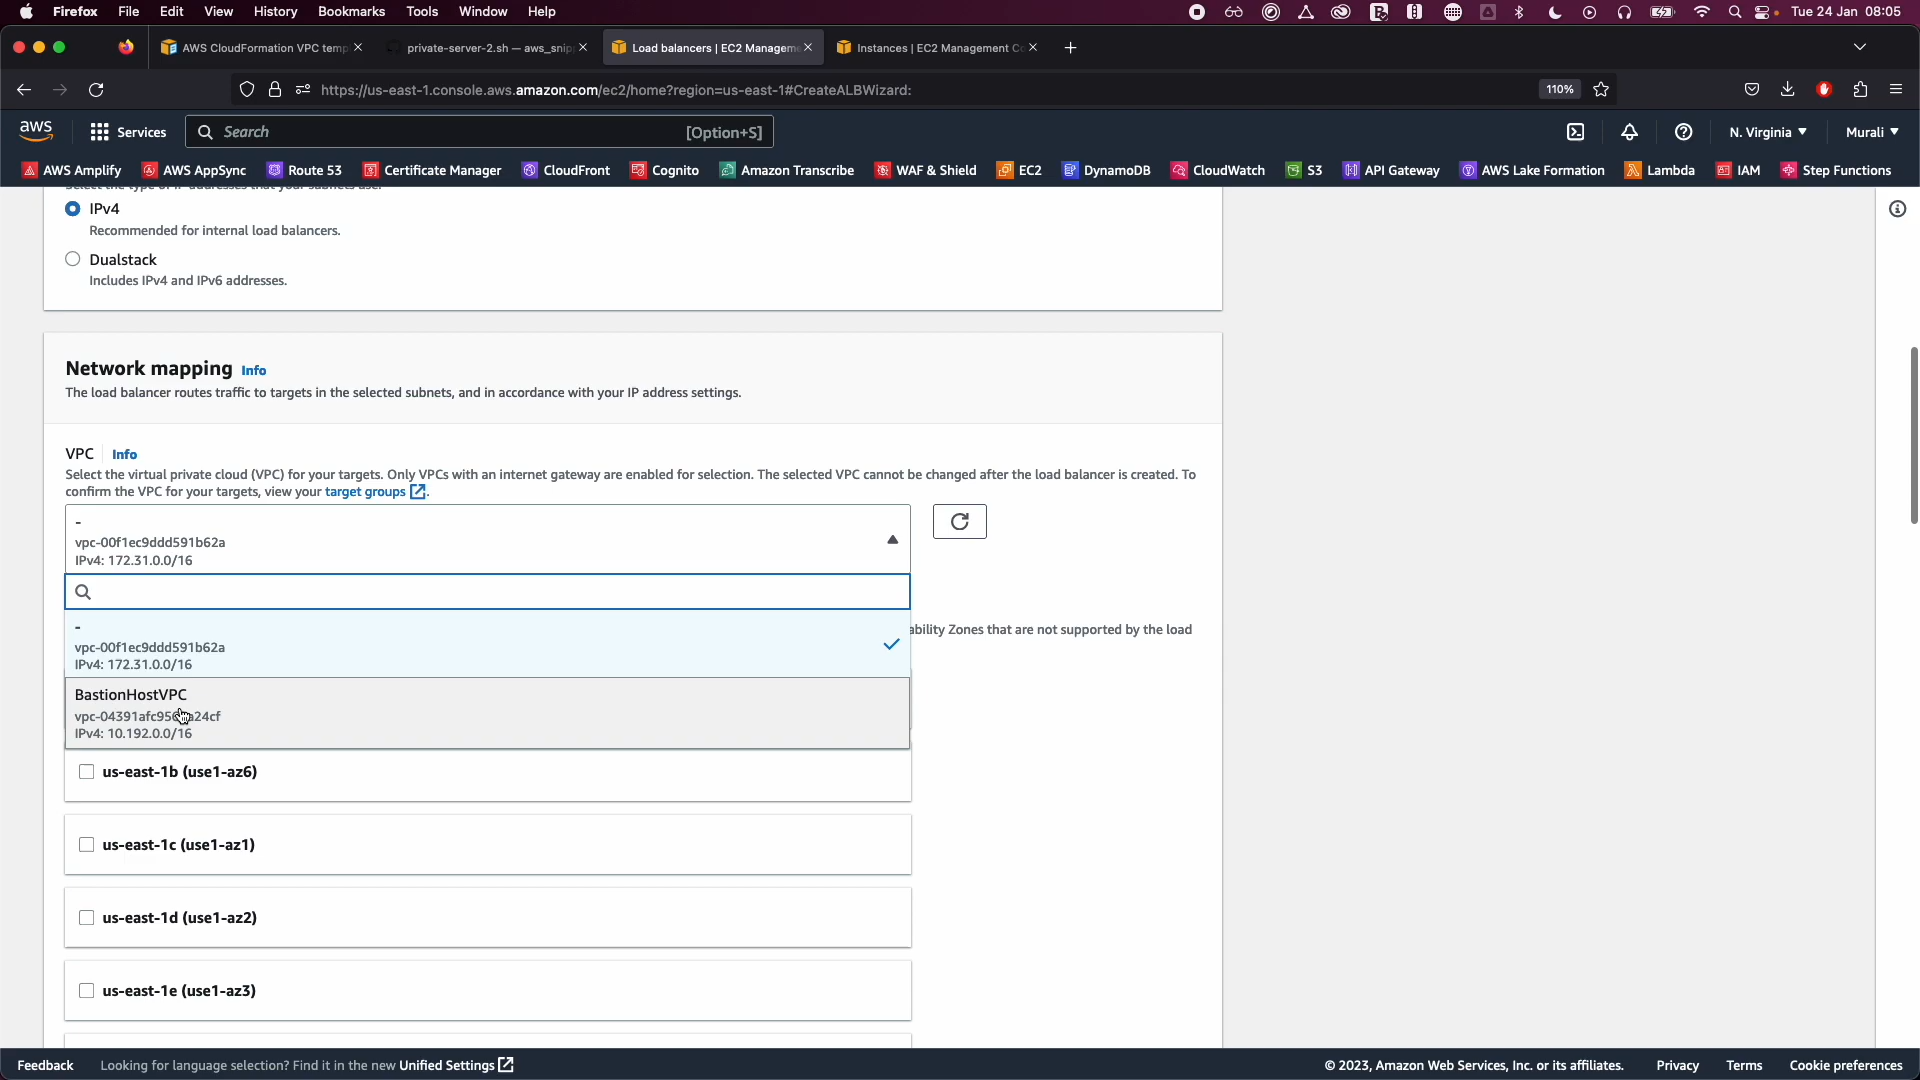 Firefox File Edit View History Bookmarks Tools Window Help Tue 24 Jan 08:05
AWS CloudFormation VPC temp private-server-2.sh — aws_snip Load balancers | EC2 Managem Instances | EC2 Management C
https://us-east-1.console.aws.amazon.com/ec2/home?region=us-east-1#CreateALBWizard: 110%
aws Services Search [Option+S] N. Virginia Murali
AWS Amplify AWS AppSync Route 53 Certificate Manager CloudFront Cognito Amazon Transcribe WAF & Shield EC2 DynamoDB CloudWatch S3 API Gateway AWS Lake Formation Lambda IAM Step Functions
Select the type of IP addresses that your subnets use.
IPv4
Recommended for internal load balancers.
Dualstack
Includes IPv4 and IPv6 addresses.
Network mapping Info
The load balancer routes traffic to targets in the selected subnets, and in accordance with your IP address settings.
VPC Info
Select the virtual private cloud (VPC) for your targets. Only VPCs with an internet gateway are enabled for selection. The selected VPC cannot be changed after the load balancer is created. To
confirm the VPC for your targets, view your target groups.
-
vpc-00f1ec9ddd591b62a
IPv4: 172.31.0.0/16
-
vpc-00f1ec9ddd591b62a
IPv4: 172.31.0.0/16
ability Zones that are not supported by the load
BastionHostVPC
IPv4: 10.192.0.0/16
us-east-1b (use1-az6)
us-east-1c (use1-az1)
us-east-1d (use1-az2)
us-east-1e (use1-az3)
Feedback Looking for language selection? Find it in the new Unified Settings © 2023, Amazon Web Services, Inc. or its affiliates. Privacy Terms Cookie preferences